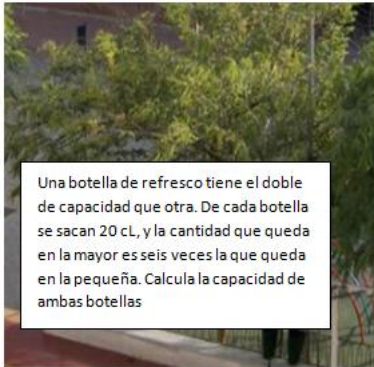 Una botella de refresco tiene el doble
de capacidad que otra. De cada botella
se sacan 20 cL, y la cantidad que queda
en la mayor es seis veces la que queda
en la pequeña. Calcula la capacidad de
ambas botellas